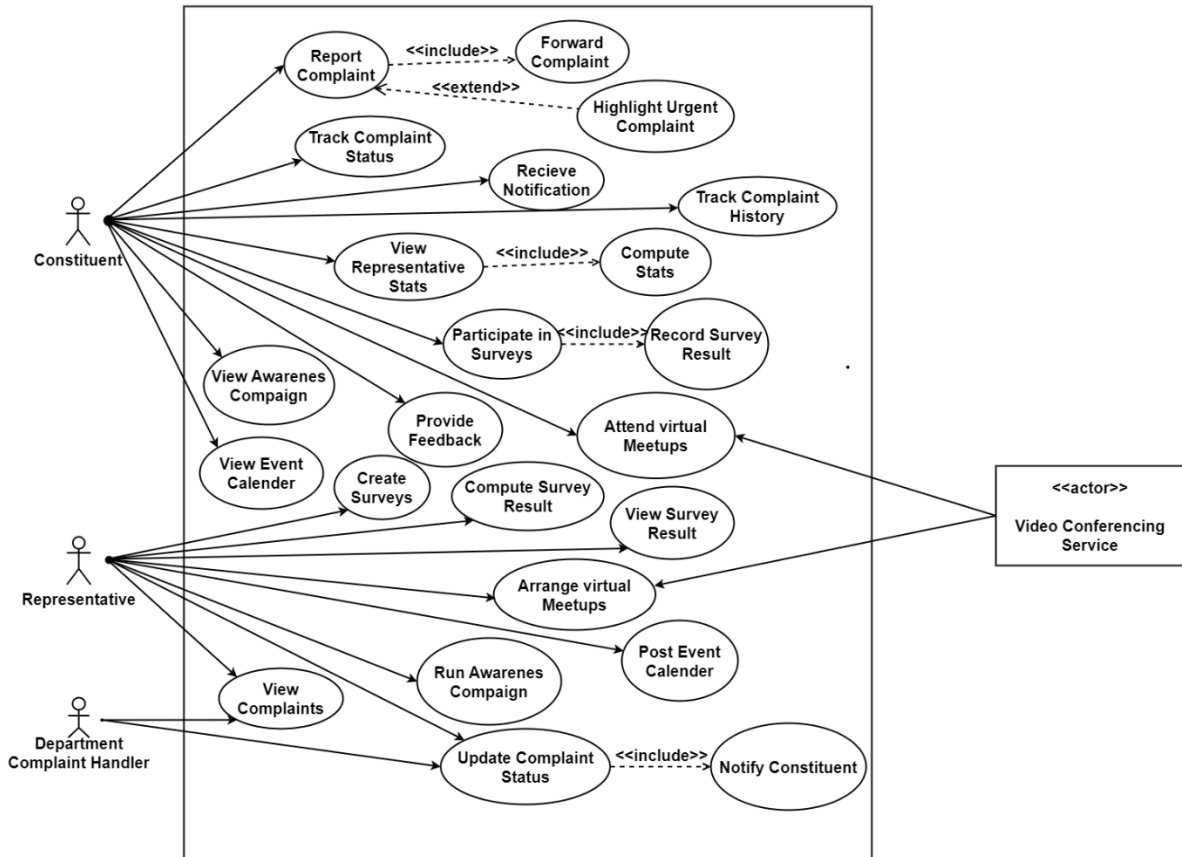 Report
Complaint
<<include>>
Forward
Complaint
<<extend>>
Highlight Urgent
Complaint
Track Complaint
Status
Recieve
Notification
Track Complaint
History
Constituent
View
Representative
Stats
<<include>>
Compute
Stats
Participate in
Surveys
<<include>>
Record Survey
Result
View Awarenes
Compaign
Provide
Feedback
Attend virtual
Meetups
View Event
Calender
Create
Surveys
Compute Survey
Result
View Survey
Result
<<actor>>
Video Conferencing
Service
Representative
Arrange virtual
Meetups
Post Event
Calender
Run Awarenes
Compaign
View
Complaints
Department
Complaint Handler
Update Complaint
Status
<<include>>
Notify Constituent